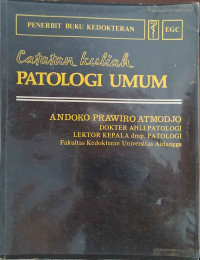 PENERBIT BUKU KEDOKTERAN
EGC
Catatan kuliah
PATOLOGI UMUM
ANDOKO PRAWIRO ATMODJO
DOKTER AHLI PATOLOGI
LEKTOR KEPALA dnp. PATOLOGI
Fakultas Kedokteran Universitas Airlangga